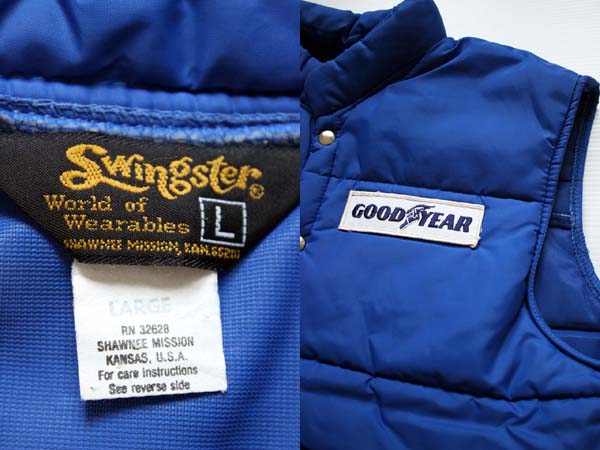 Swingster®
World of
Wearables
L
SHAWNEE MISSION, KAN. 66201
LARGE
RN 32628
SHAWNEE MISSION
KANSAS, U.S.A.
For care instructions
See reverse side
GOODYEAR